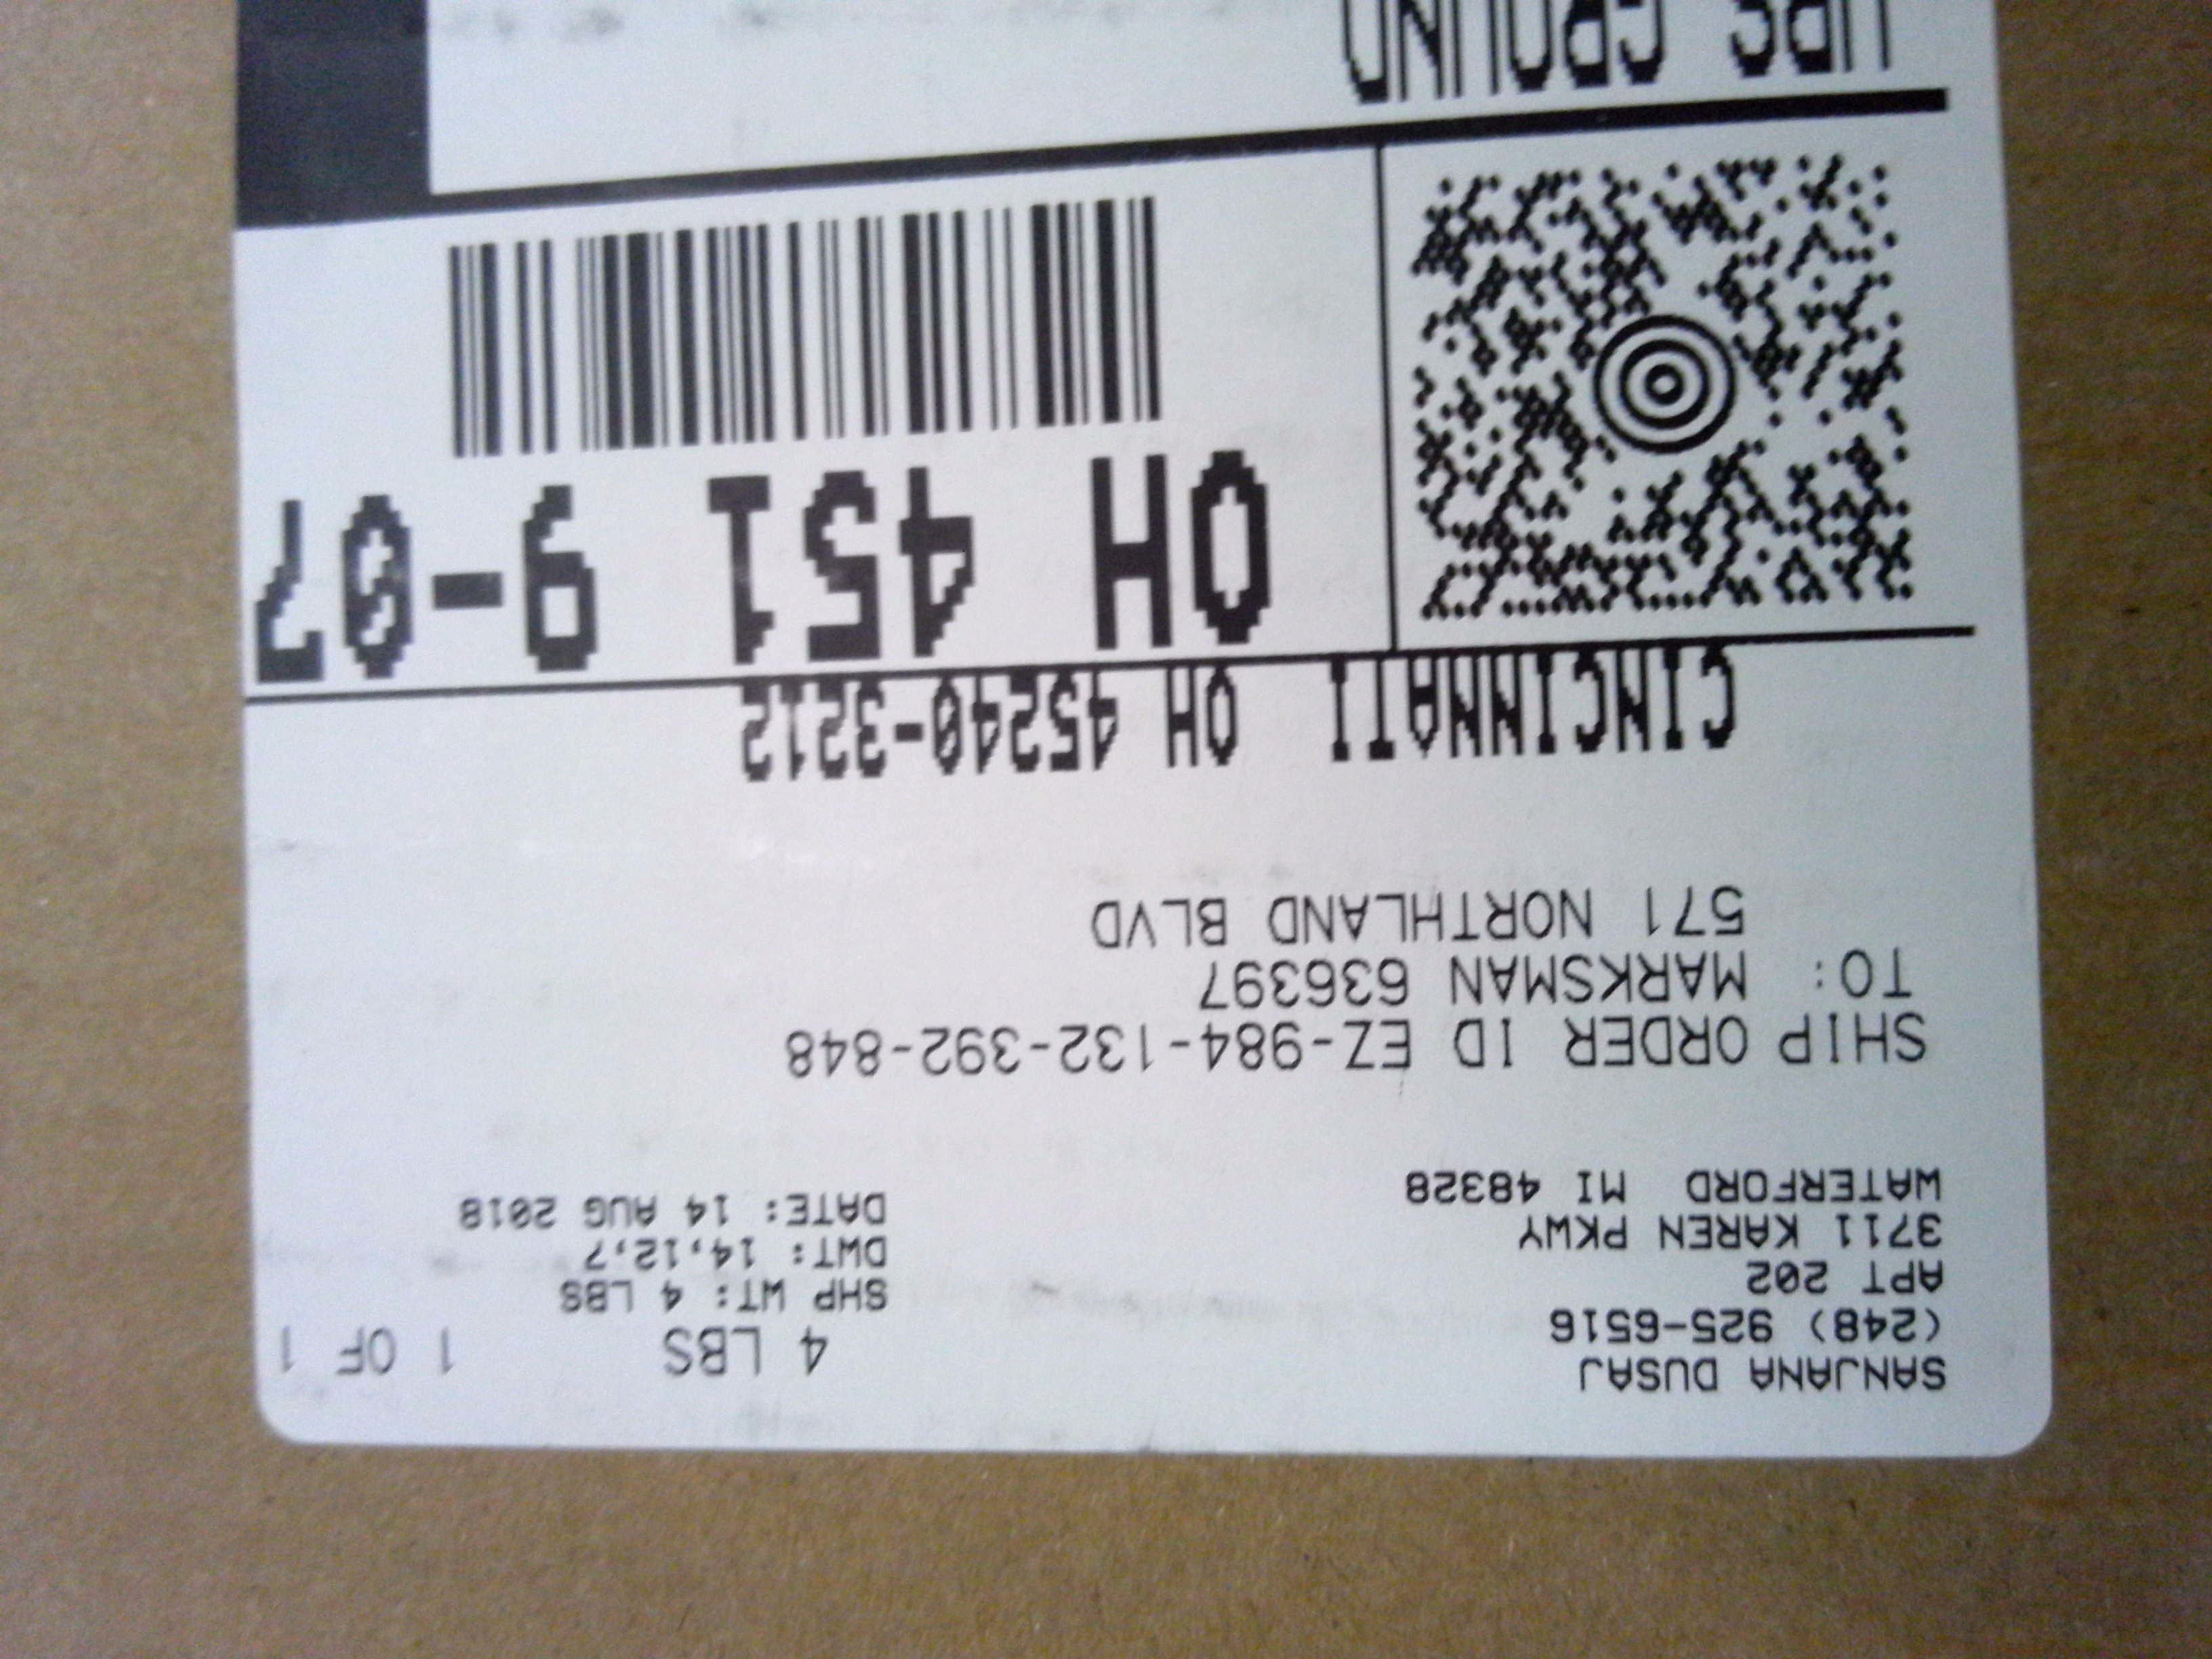 SANJANA DUSAJ
(248) 925-6516
APT 202
3711 KAREN PKWY
WATERFORD MI 48328
4 LBS
1 OF 1
SHP WT: 4 LBS
DWT: 14,12,7
DATE: 14 AUG 2018
SHIP ORDER ID EZ-984-132-392-848
TO: MARKSMAN 636397
571 NORTHLAND BLVD
CINCINNATI OH 45240-3212
OH 451 9-07
UPS GROUND